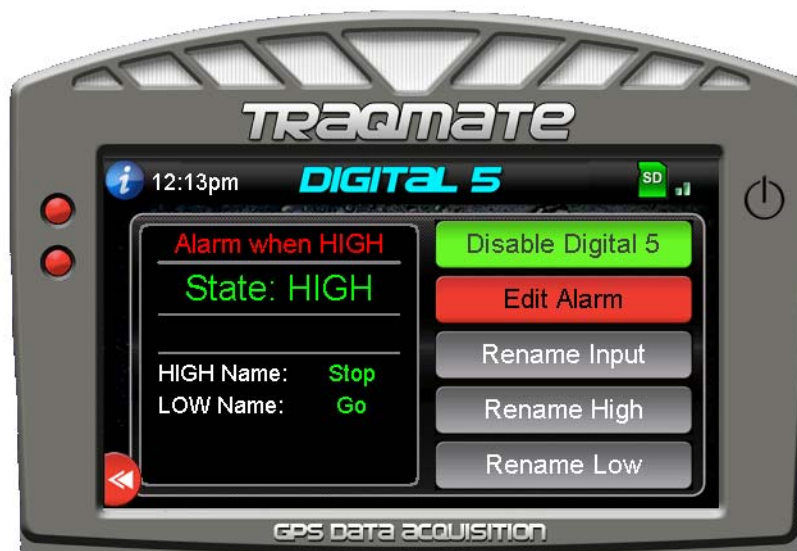 TRAQMATE
12:13pm
DIGITAL 5
SD
Alarm when HIGH
State: HIGH
HIGH Name: Stop
LOW Name: Go
Disable Digital 5
Edit Alarm
Rename Input
Rename High
Rename Low
GPS DATA ACQUISITION